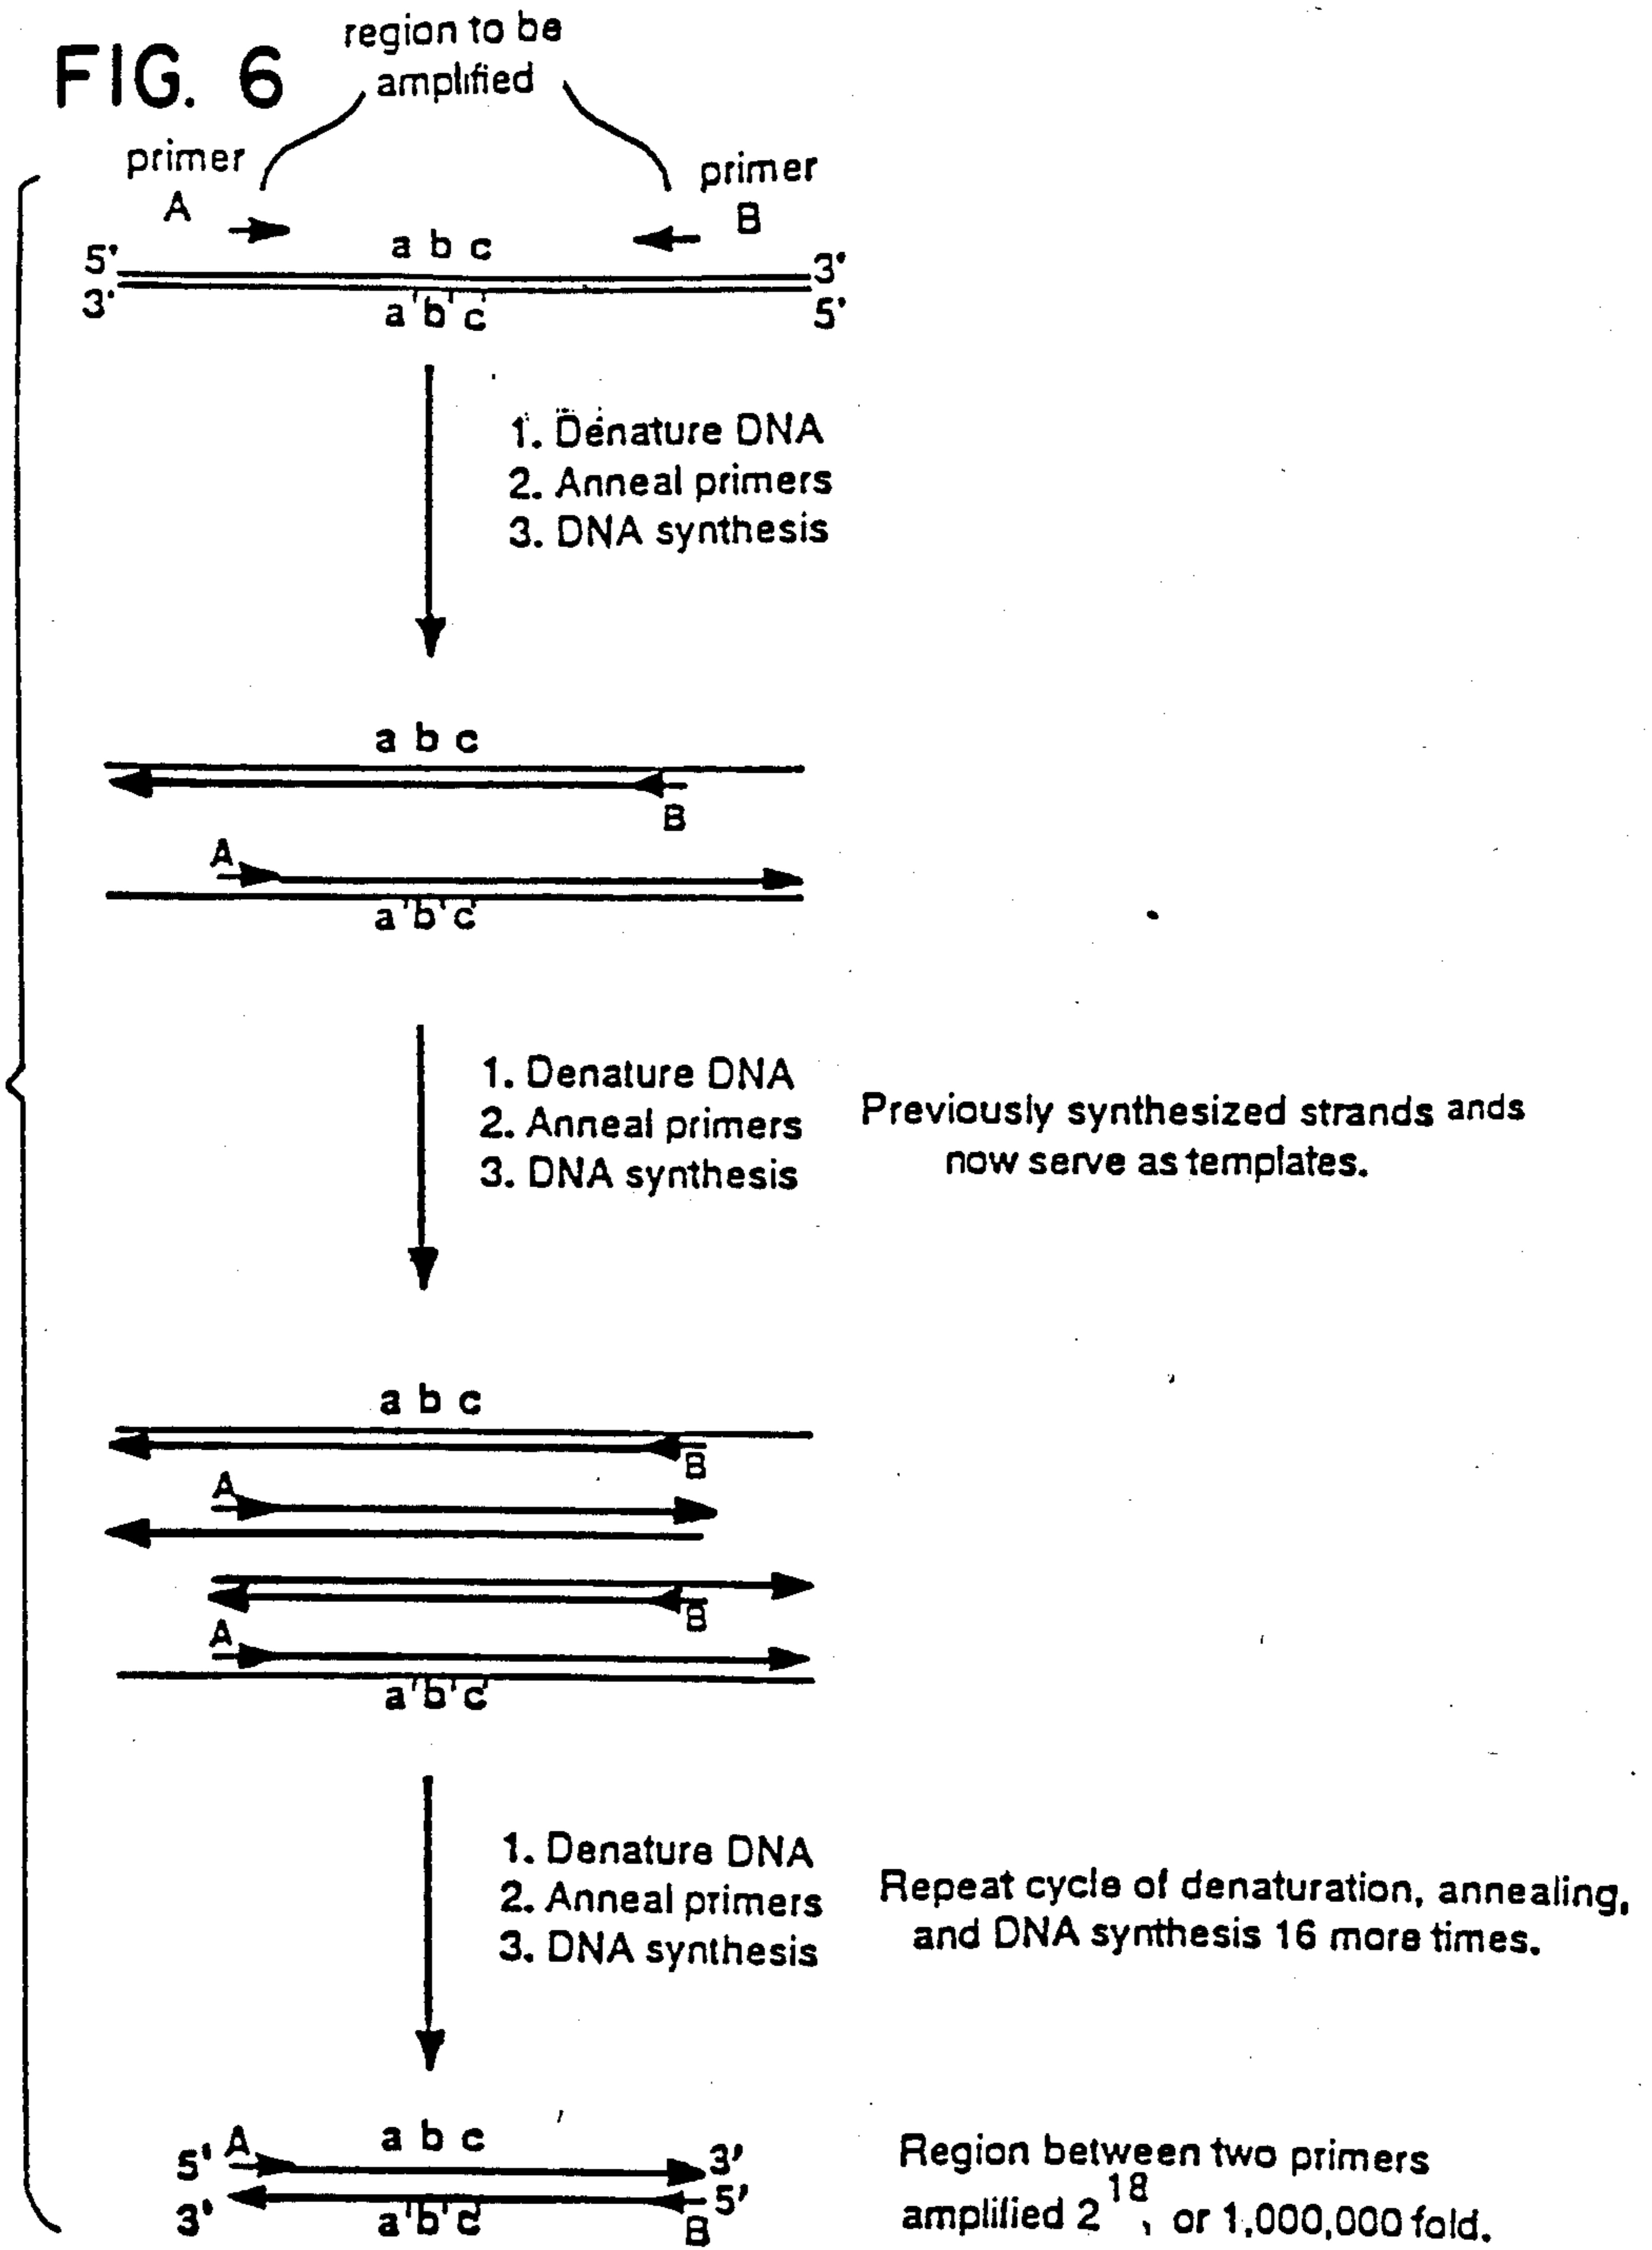 FIG. 6
region to be
amplified
primer
A
primer
B
a b c
5'
3'
3'
5'
a' b' c'
1. Denature DNA
2. Anneal primers
3. DNA synthesis
a b c
B
A
a' b' c'
1. Denature DNA
2. Anneal primers
3. DNA synthesis
Previously synthesized strands ands
now serve as templates.
a b c
B
A
B
A
a' b' c'
1. Denature DNA
2. Anneal primers
3. DNA synthesis
Repeat cycle of denaturation, annealing,
and DNA synthesis 16 more times.
5' A a b c 3'
3' a' b' c' B 5'
Region between two primers
amplified 2^18, or 1,000,000 fold.